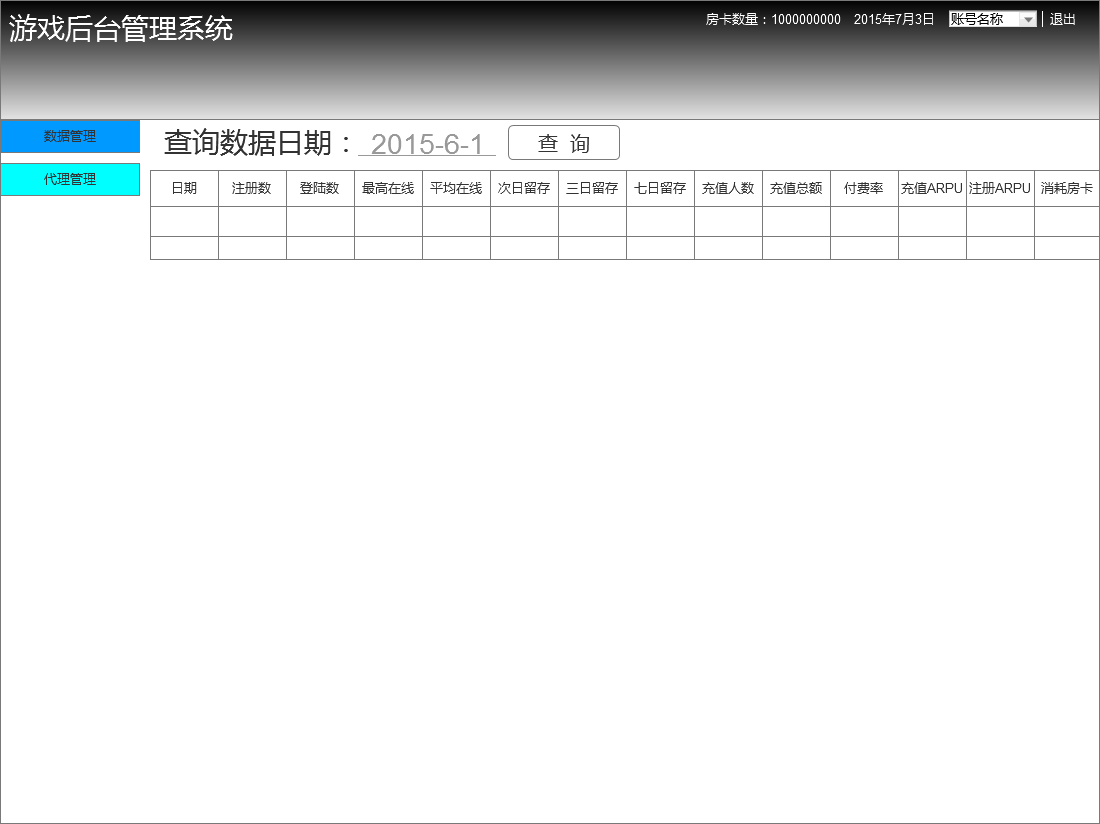 游戏后台管理系统
房卡数量：1000000000 2015年7月3日 账号名称 退出
数据管理
代理管理
查询数据日期： 2015-6-1 查 询
日期 注册数 登陆数 最高在线 平均在线 次日留存 三日留存 七日留存 充值人数 充值总额 付费率 充值ARPU 注册ARPU 消耗房卡